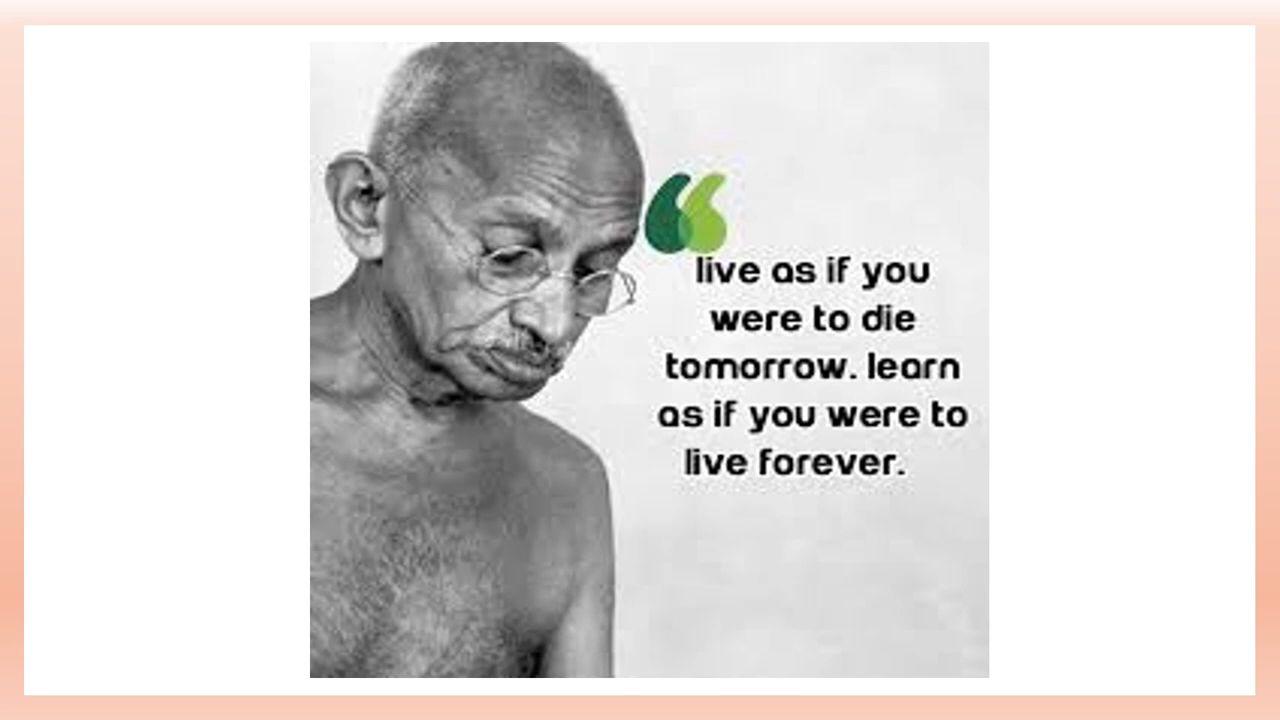 “
live as if you
were to die
tomorrow. learn
as if you were to
live forever.